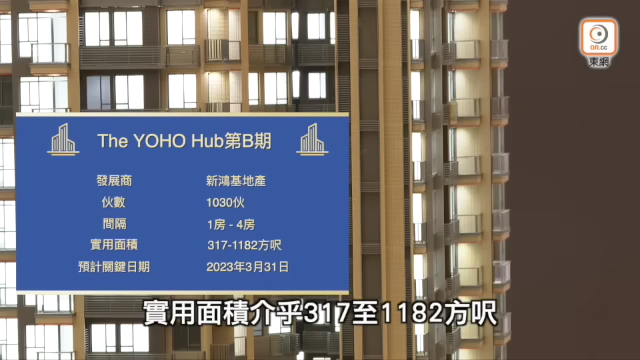 on.cc
東網
The YOHO Hub第B期
發展商 新鴻基地產
伙數 1030伙
間隔 1房 - 4房
實用面積 317-1182方呎
預計關鍵日期 2023年3月31日
實用面積介乎317至1182方呎